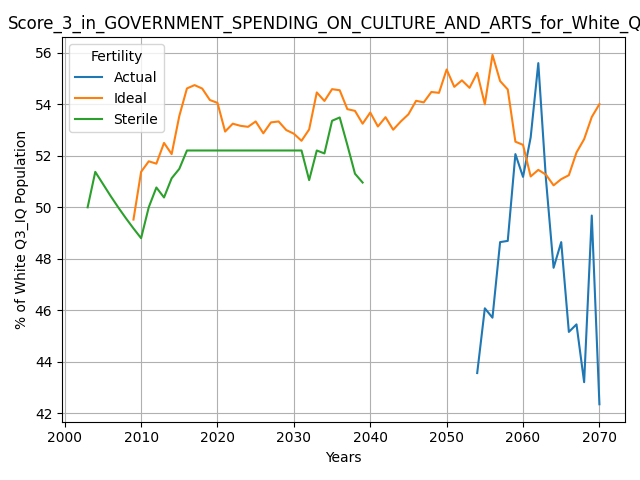 Score_3_in_GOVERNMENT_SPENDING_ON_CULTURE_AND_ARTS_for_White_Q
Fertility
Actual
Ideal
Sterile
% of White Q3_IQ Population
56
54
52
50
48
46
44
42
2000 2010 2020 2030 2040 2050 2060 2070
Years